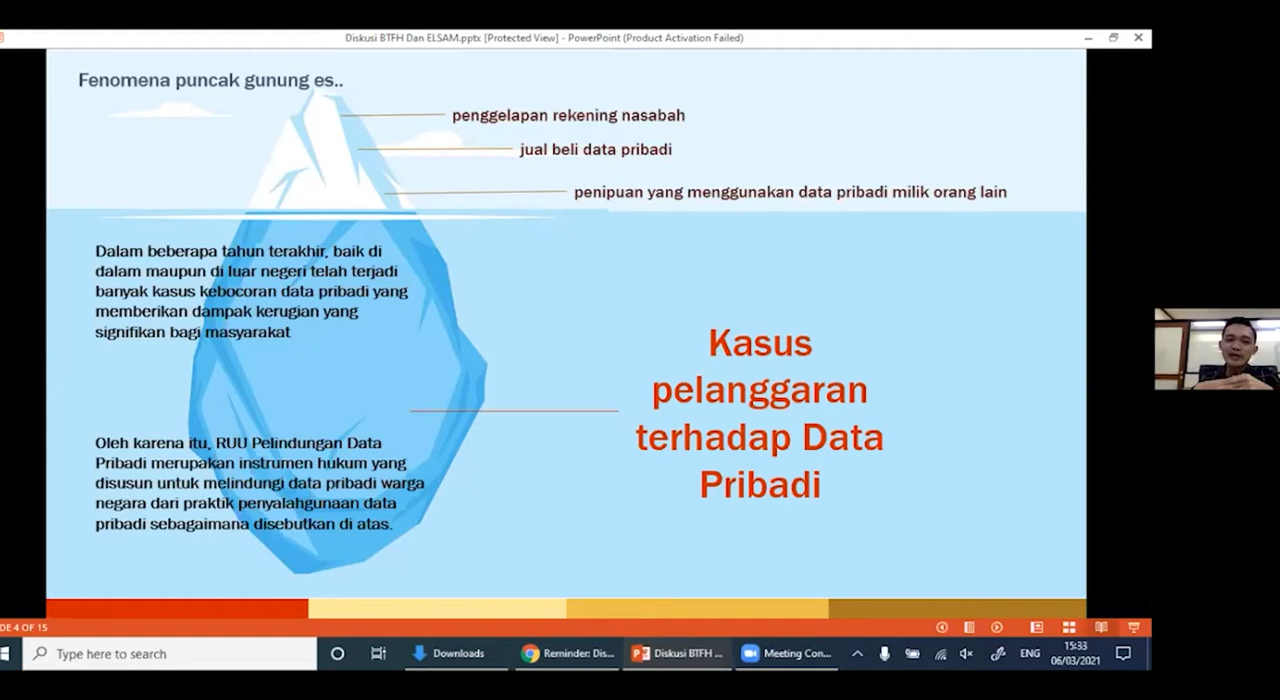 Diskusi BTFH Dan ELSAM.pptx [Protected View] - PowerPoint (Product Activation Failed)
Fenomena puncak gunung es..
penggelapan rekening nasabah
jual beli data pribadi
penipuan yang menggunakan data pribadi milik orang lain
Dalam beberapa tahun terakhir, baik di
dalam maupun di luar negeri telah terjadi
banyak kasus kebocoran data pribadi yang
memberikan dampak kerugian yang
signifikan bagi masyarakat
Kasus
pelanggaran
terhadap Data
Pribadi
Oleh karena itu, RUU Pelindungan Data
Pribadi merupakan instrumen hukum yang
disusun untuk melindungi data pribadi warga
negara dari praktik penyalahgunaan data
pribadi sebagaimana disebutkan di atas.
DE 4 OF 15
Type here to search
Downloads
Reminder: Dis...
Diskusi BTFH ...
Meeting Con...
ENG
15:33
06/03/2021